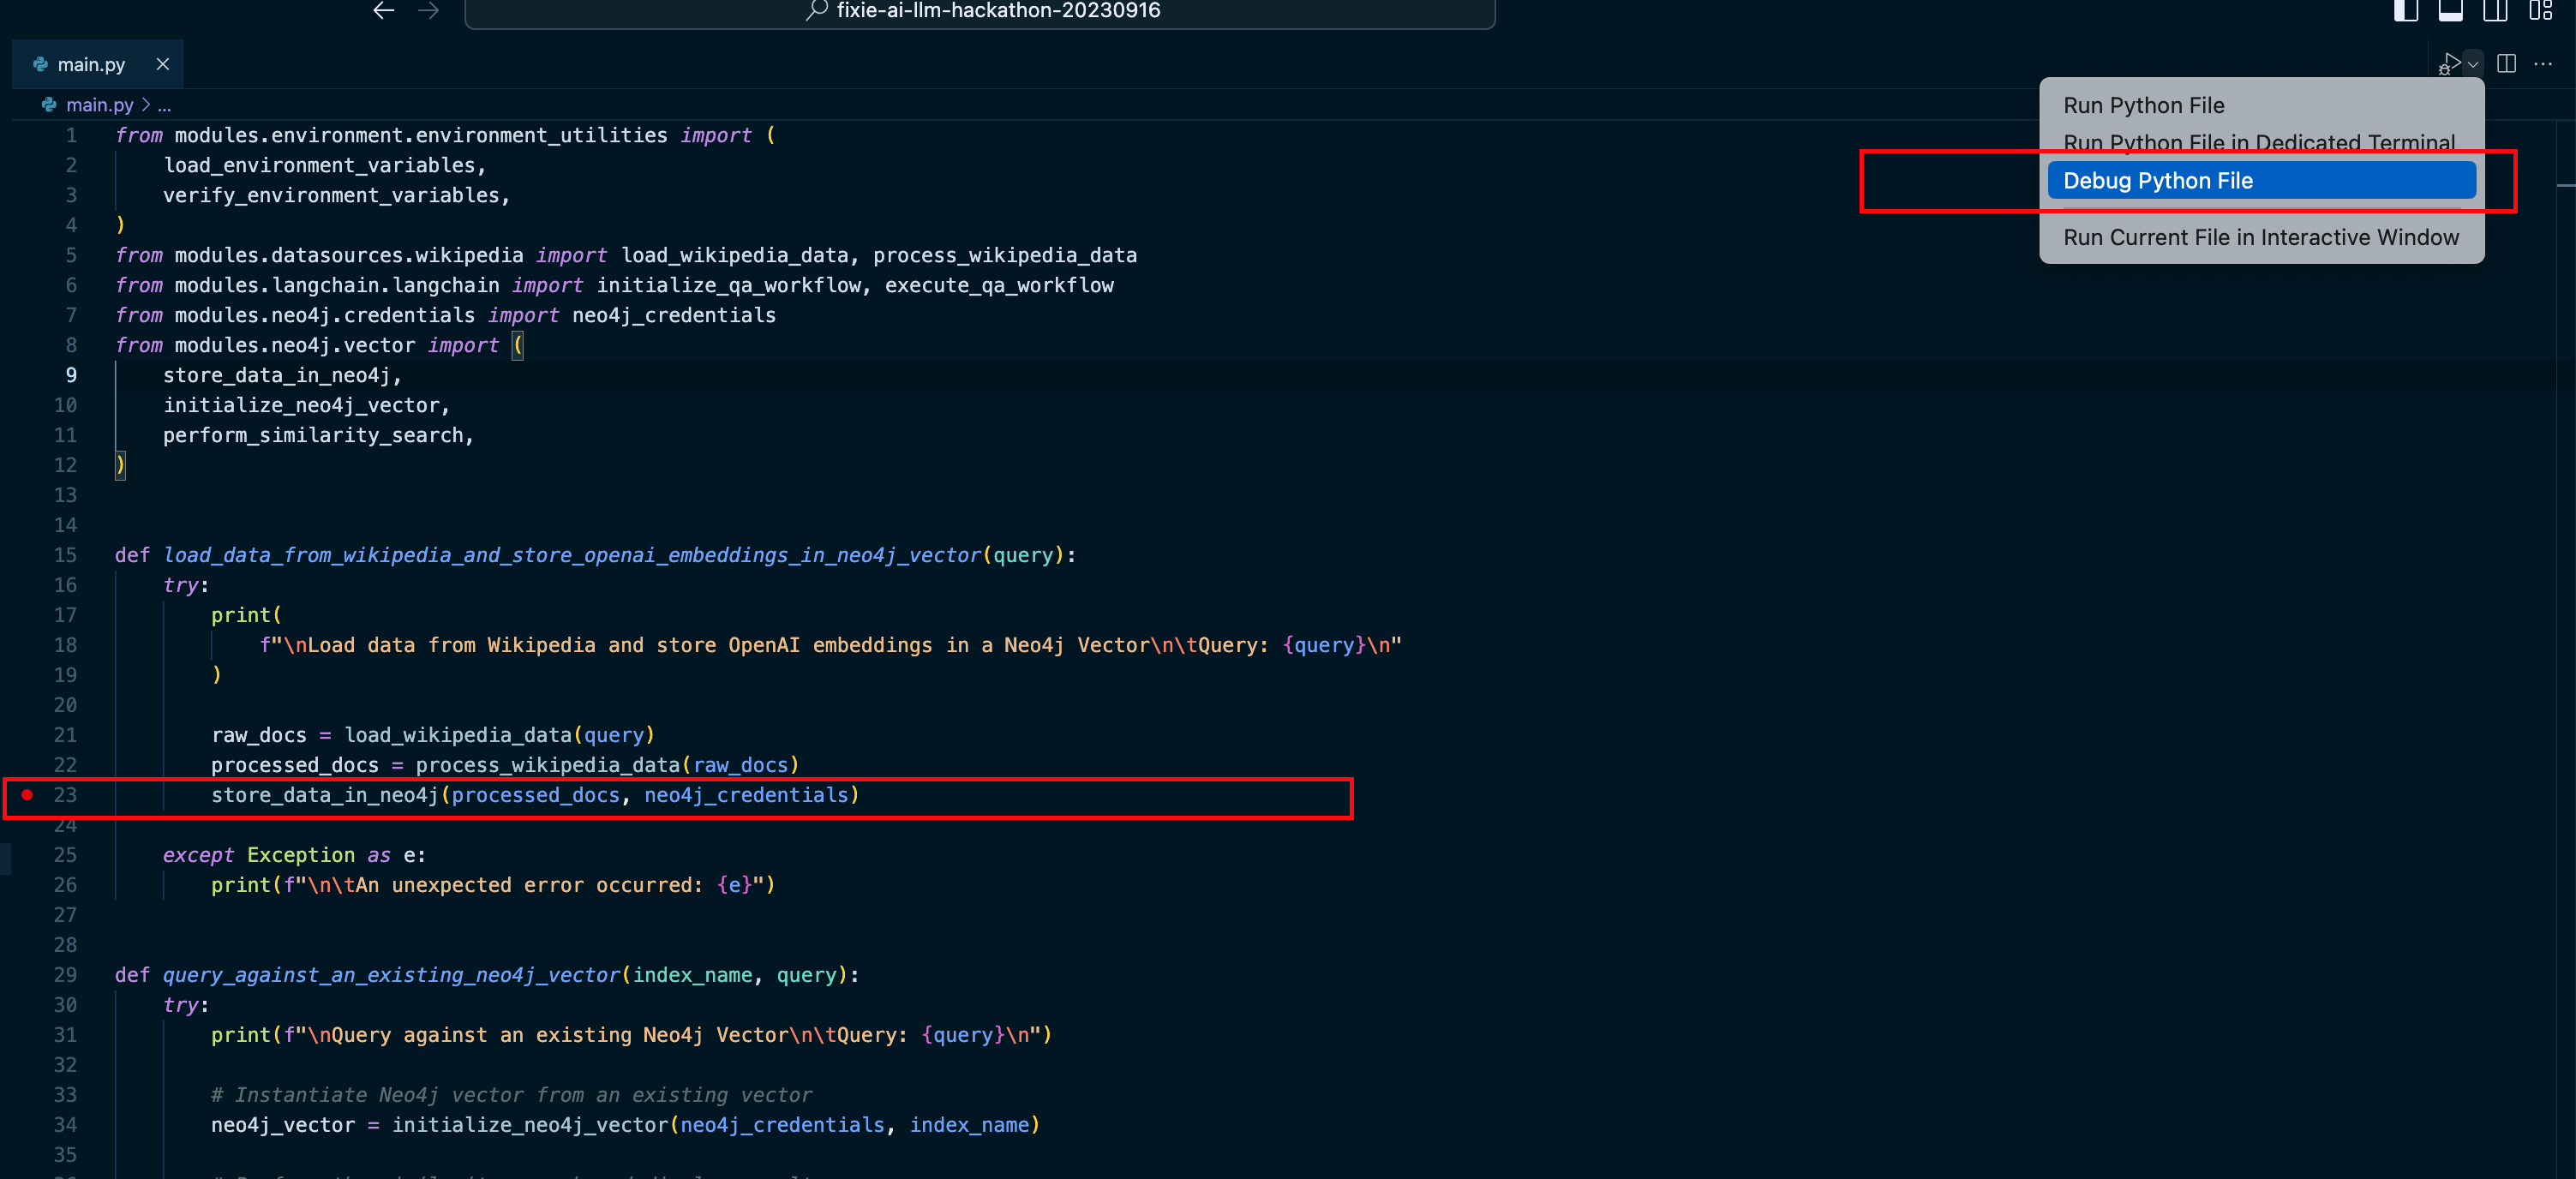 fixie-ai-llm-hackathon-20230916
main.py
main.py > ...
Run Python File
Run Python File in Dedicated Terminal
Debug Python File
Run Current File in Interactive Window
1 from modules.environment.environment_utilities import (
2     load_environment_variables,
3     verify_environment_variables,
4 )
5 from modules.datasources.wikipedia import load_wikipedia_data, process_wikipedia_data
6 from modules.langchain.langchain import initialize_qa_workflow, execute_qa_workflow
7 from modules.neo4j.credentials import neo4j_credentials
8 from modules.neo4j.vector import (
9     store_data_in_neo4j,
10     initialize_neo4j_vector,
11     perform_similarity_search,
12 )
13
14
15 def load_data_from_wikipedia_and_store_openai_embeddings_in_neo4j_vector(query):
16     try:
17         print(
18             f"\nLoad data from Wikipedia and store OpenAI embeddings in a Neo4j Vector\n\tQuery: {query}\n"
19         )
20
21         raw_docs = load_wikipedia_data(query)
22         processed_docs = process_wikipedia_data(raw_docs)
23         store_data_in_neo4j(processed_docs, neo4j_credentials)
24
25     except Exception as e:
26         print(f"\n\tAn unexpected error occurred: {e}")
27
28
29 def query_against_an_existing_neo4j_vector(index_name, query):
30     try:
31         print(f"\nQuery against an existing Neo4j Vector\n\tQuery: {query}\n")
32
33         # Instantiate Neo4j vector from an existing vector
34         neo4j_vector = initialize_neo4j_vector(neo4j_credentials, index_name)
35